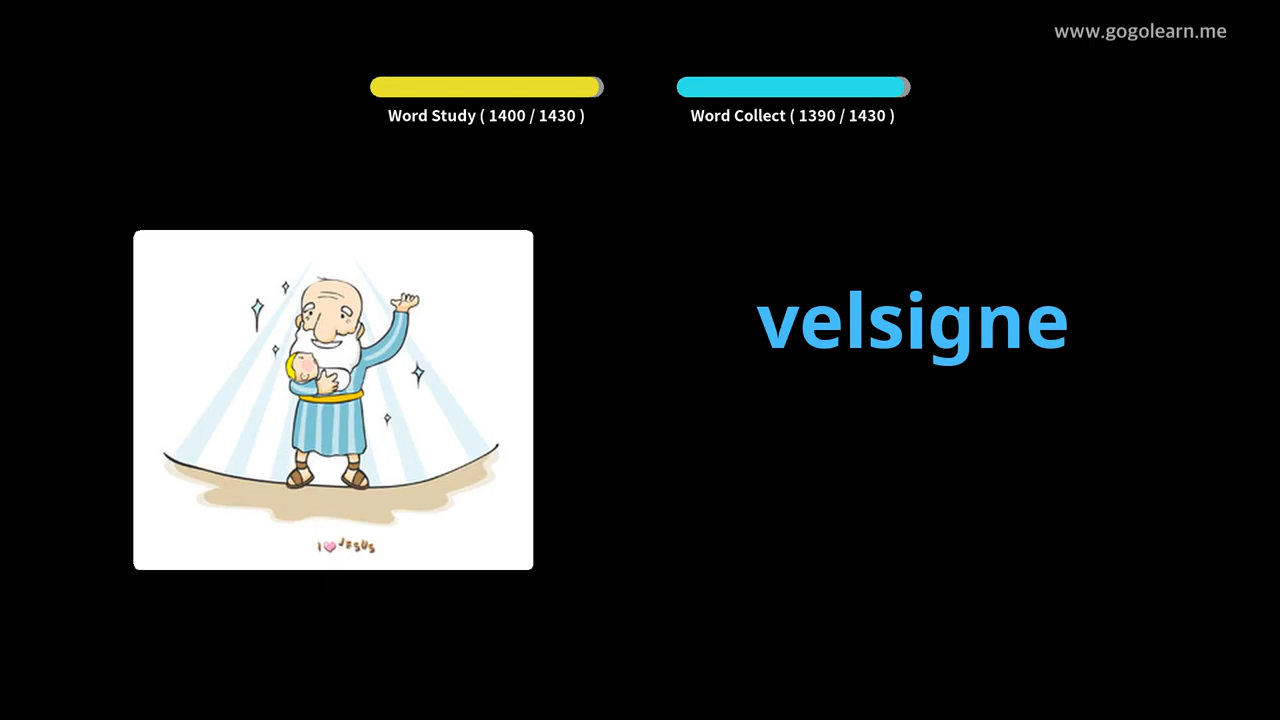 www.gogolearn.me
Word Study ( 1400 / 1430 )
Word Collect ( 1390 / 1430 )
velsigne
I ♥ JESUS